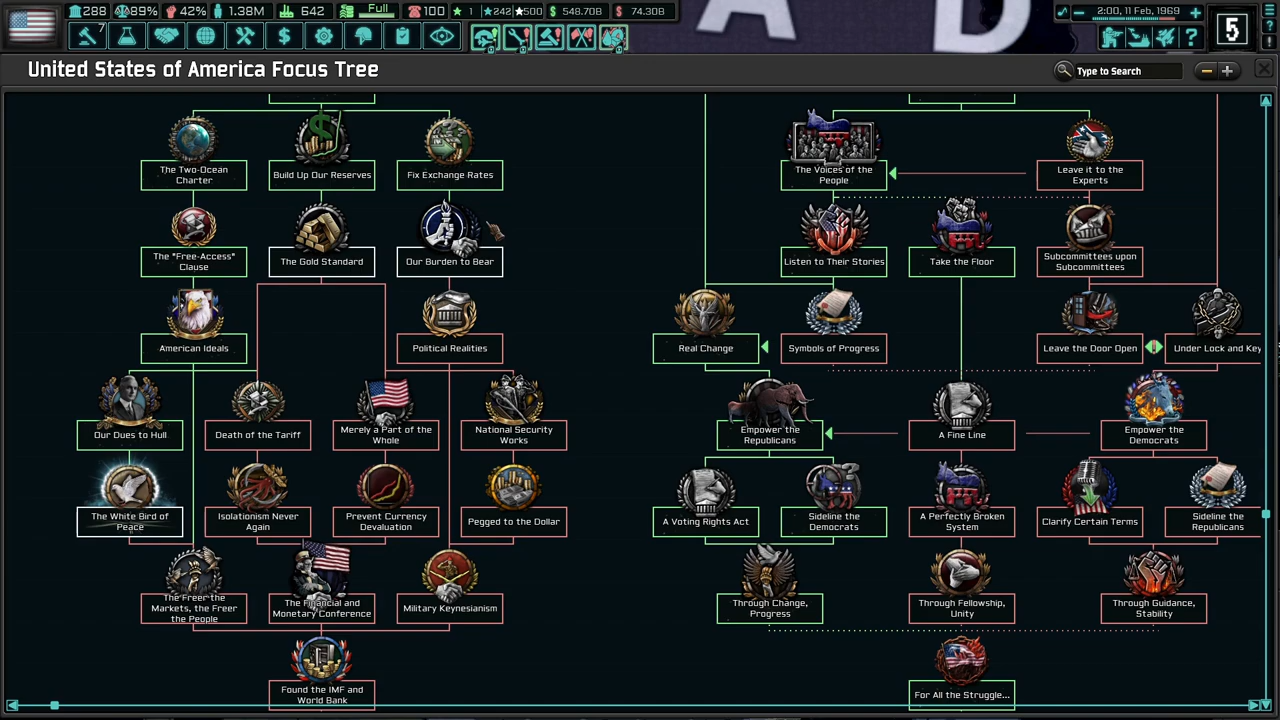 288 89% 42% 1.38M 642 Full 100 1 242 500 $ 548.70B $ 74.30B
2:00, 11 Feb, 1969
7
5
United States of America Focus Tree
Type to Search
The Two-Ocean
Charter
Build Up Our Reserves
Fix Exchange Rates
The Voices of the
People
Leave it to the
Experts
The "Free-Access"
Clause
The Gold Standard
Our Burden to Bear
Listen to Their Stories
Take the Floor
Subcommittees upon
Subcommittees
American Ideals
Political Realities
Real Change
Symbols of Progress
Leave the Door Open
Under Lock and Key
Our Dues to Hull
Death of the Tariff
Merely a Part of the
Whole
National Security
Works
Empower the
Republicans
A Fine Line
Empower the
Democrats
The White Bird of
Peace
Isolationism Never
Again
Prevent Currency
Devaluation
Pegged to the Dollar
A Voting Rights Act
Sideline the
Democrats
A Perfectly Broken
System
Clarify Certain Terms
Sideline the
Republicans
The Freer the
Markets, the Freer
the People
The Financial and
Monetary Conference
Military Keynesianism
Through Change,
Progress
Through Fellowship,
Unity
Through Guidance,
Stability
Found the IMF and
World Bank
For All the Struggle...